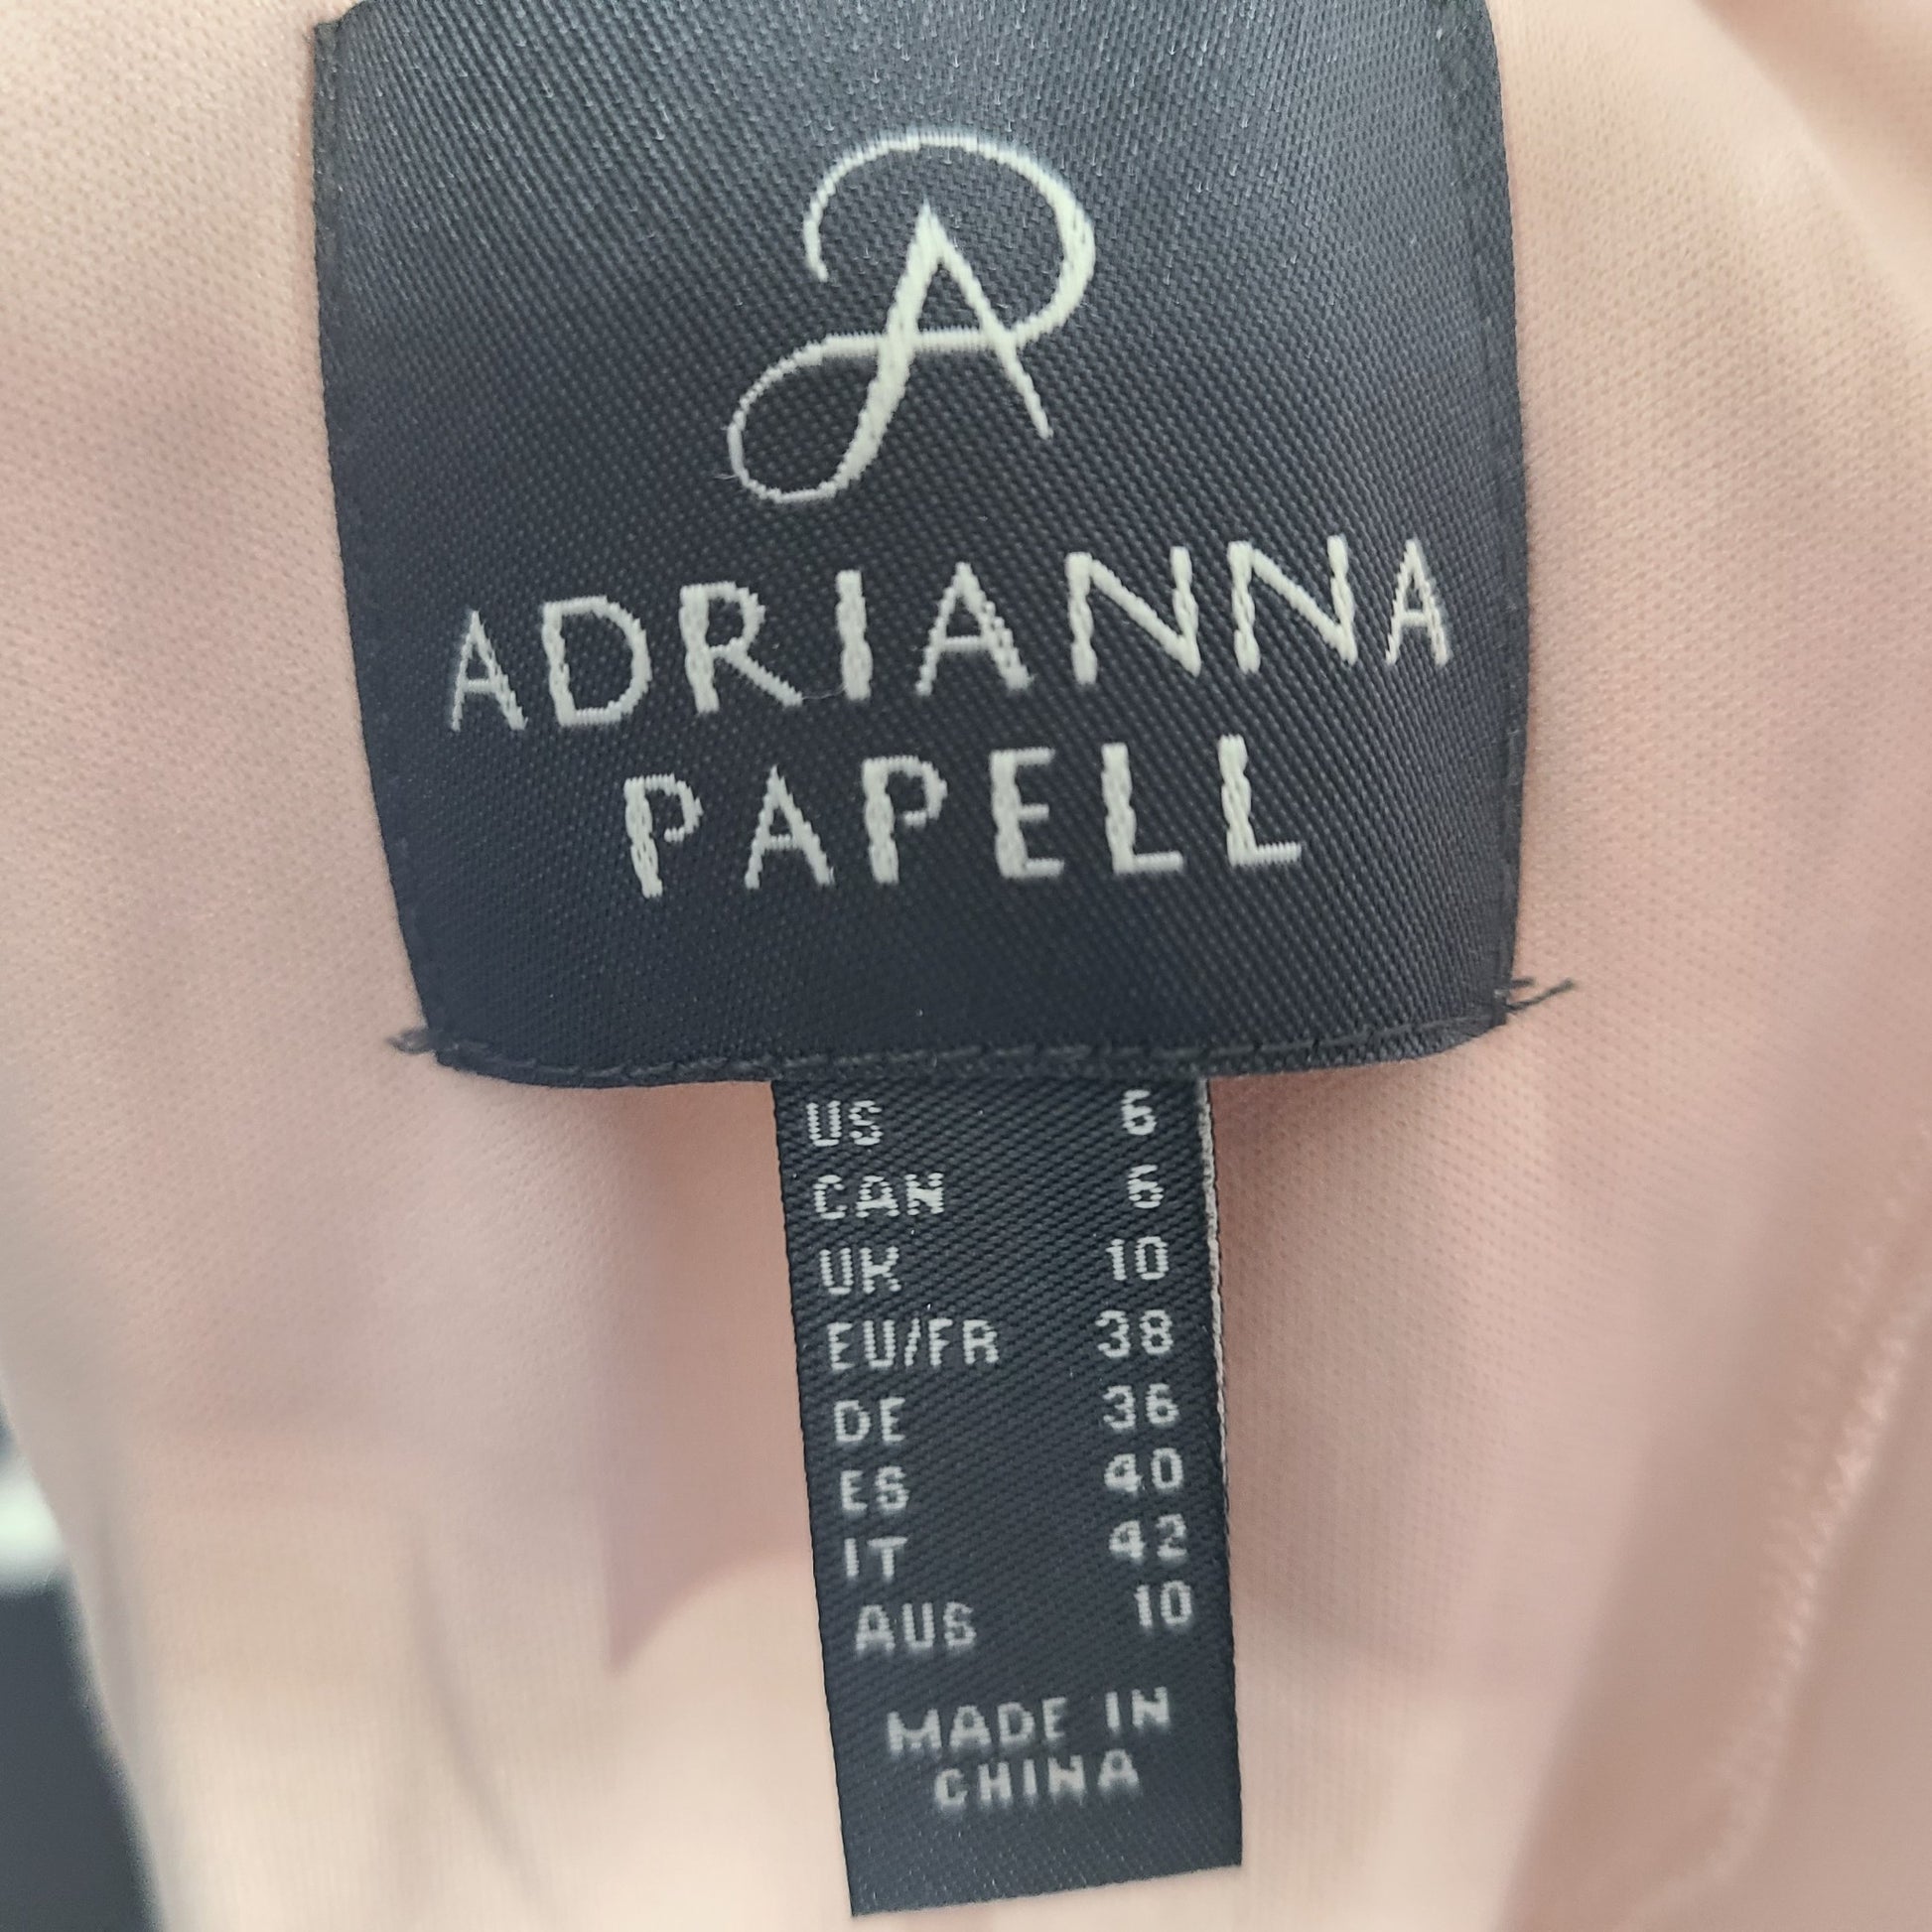 ADRIANNA
PAPELL
US 6
CAN 6
UK 10
EU/FR 38
DE 36
ES 40
IT 42
AUS 10
MADE IN
CHINA